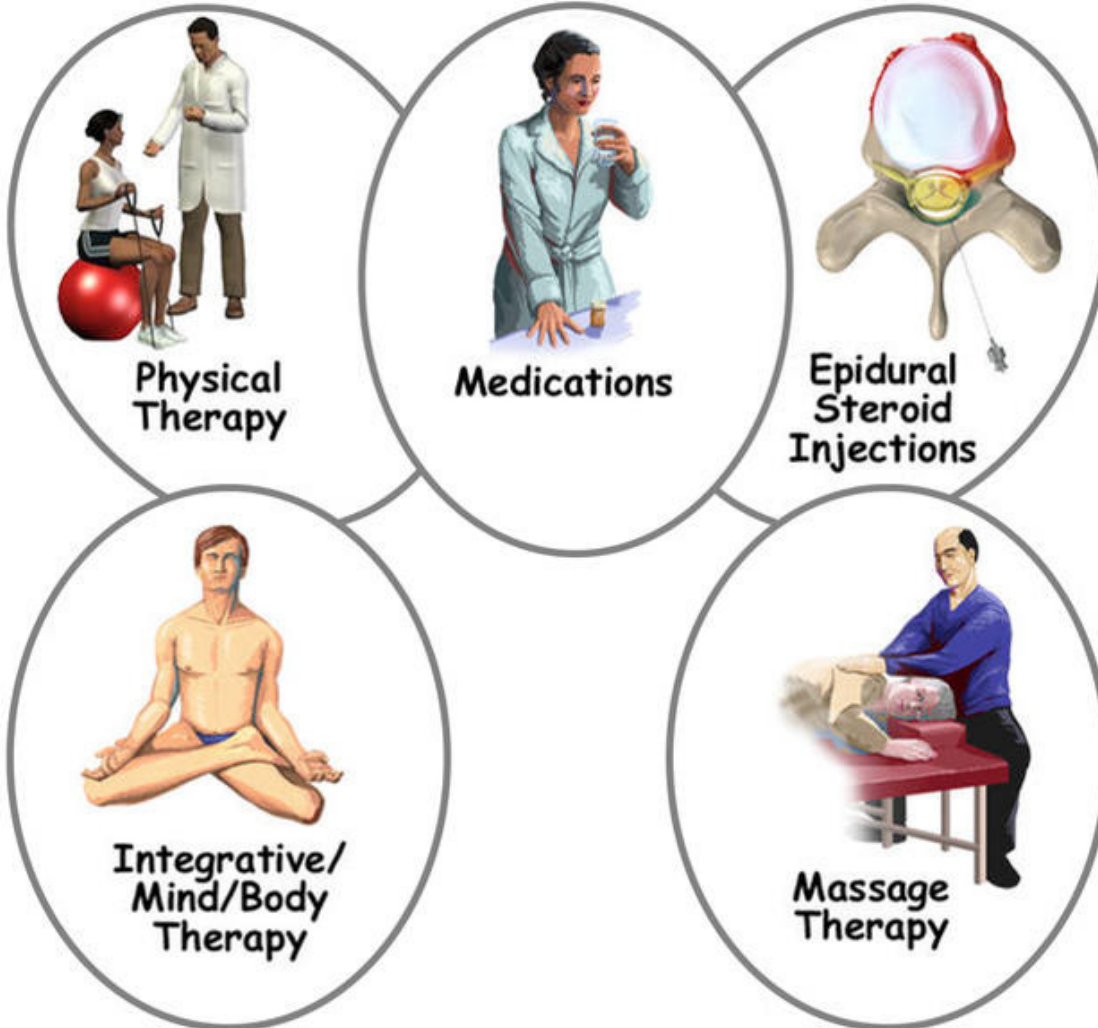 Physical
Therapy
Medications
Epidural
Steroid
Injections
Integrative/
Mind/Body
Therapy
Massage
Therapy